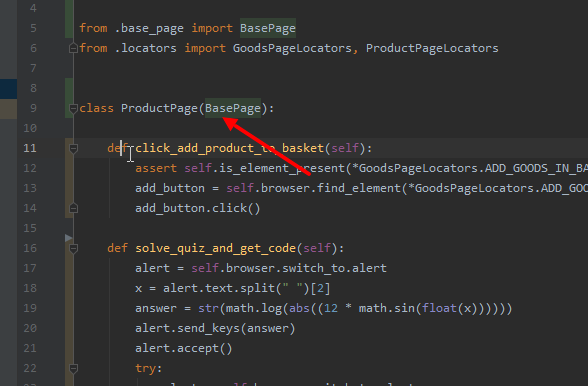 4
5 from .base_page import BasePage
6 from .locators import GoodsPageLocators, ProductPageLocators
7
8
9 class ProductPage(BasePage):
10
11 def click_add_product_to_basket(self):
12 assert self.is_element_present(*GoodsPageLocators.ADD_GOODS_IN_BA
13 add_button = self.browser.find_element(*GoodsPageLocators.ADD_GOO
14 add_button.click()
15
16 def solve_quiz_and_get_code(self):
17 alert = self.browser.switch_to.alert
18 x = alert.text.split(" ")[2]
19 answer = str(math.log(abs((12 * math.sin(float(x))))))
20 alert.send_keys(answer)
21 alert.accept()
22 try: